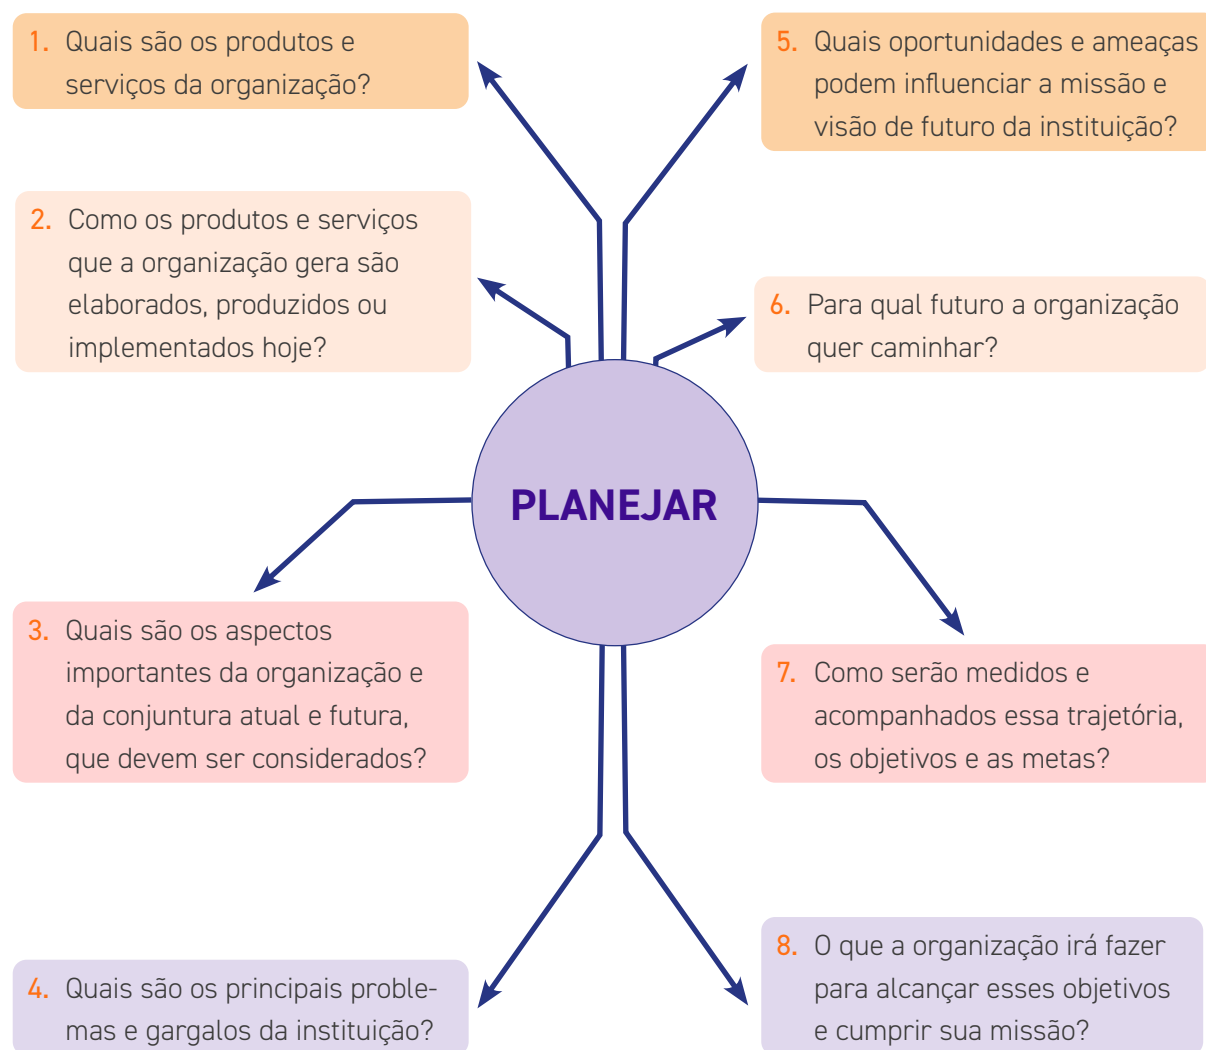 1. Quais são os produtos e
serviços da organização?
2. Como os produtos e serviços
que a organização gera são
elaborados, produzidos ou
implementados hoje?
3. Quais são os aspectos
importantes da organização e
da conjuntura atual e futura,
que devem ser considerados?
4. Quais são os principais proble-
mas e gargalos da instituição?
PLANEJAR
5. Quais oportunidades e ameaças
podem influenciar a missão e
visão de futuro da instituição?
6. Para qual futuro a organização
quer caminhar?
7. Como serão medidos e
acompanhados essa trajetória,
os objetivos e as metas?
8. O que a organização irá fazer
para alcançar esses objetivos
e cumprir sua missão?